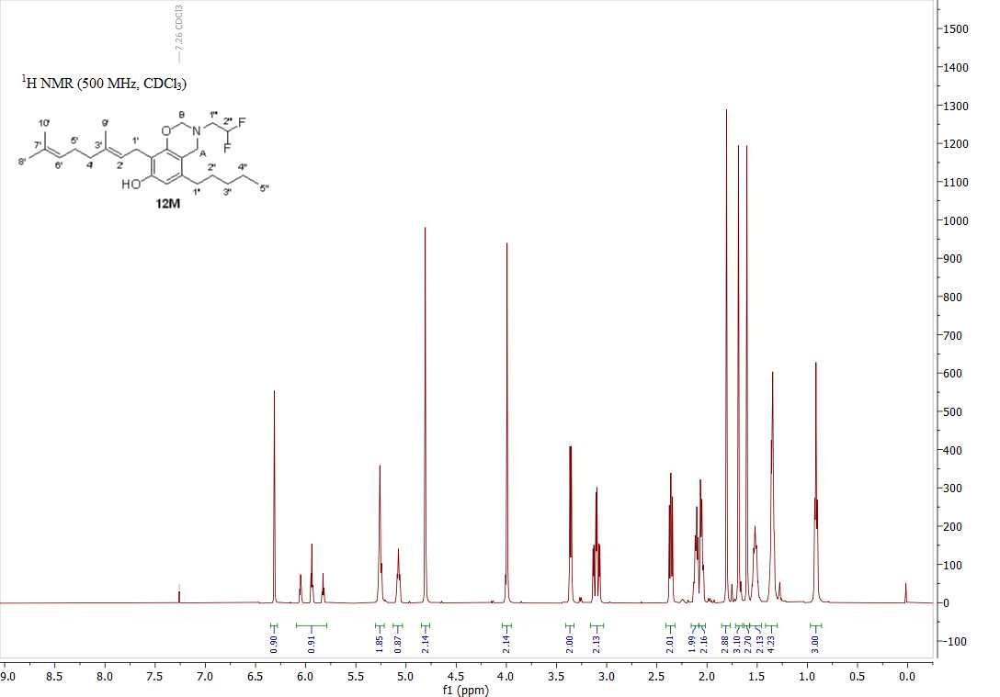 7.26 CDCl3
¹H NMR (500 MHz, CDCl₃)
10' 9' B 1''' 2''' F
O N F
7' 5' 3' 1' A
8' 6' 4' 2' 2'' 4''
HO 1'' 3'' 5''
12M
1500
1400
1300
1200
1100
1000
900
800
700
600
500
400
300
200
100
0
-100
0.90 0.91 1.85 0.87 2.14 2.14 2.00 2.13 2.01 1.99 2.16 2.88 3.10 2.70 2.13 4.23 3.00
9.0 8.5 8.0 7.5 7.0 6.5 6.0 5.5 5.0 4.5 4.0 3.5 3.0 2.5 2.0 1.5 1.0 0.5 0.0
f1 (ppm)